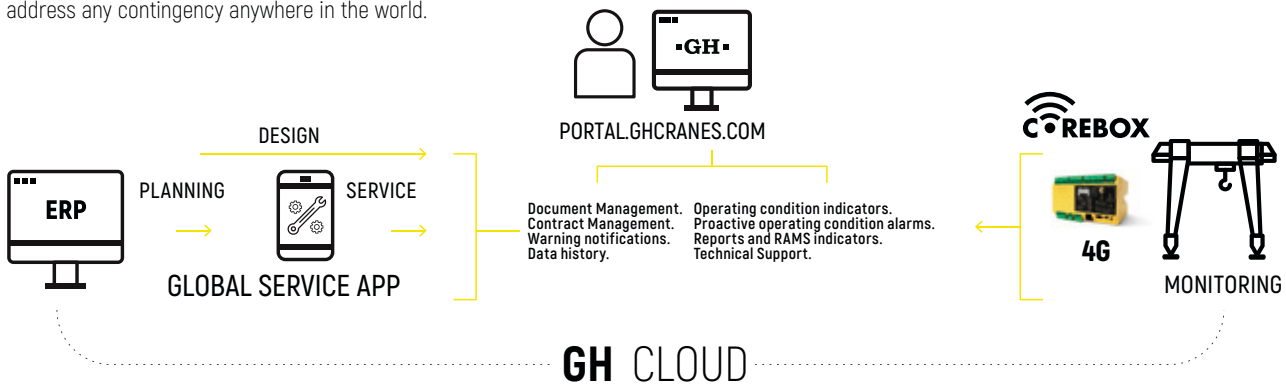 address any contingency anywhere in the world.
GH
PORTAL.GHCRANES.COM
DESIGN
ERP
PLANNING
SERVICE
GLOBAL SERVICE APP
Document Management.
Contract Management.
Warning notifications.
Data history.
Operating condition indicators.
Proactive operating condition alarms.
Reports and RAMS indicators.
Technical Support.
COREBOX
4G
MONITORING
GH CLOUD